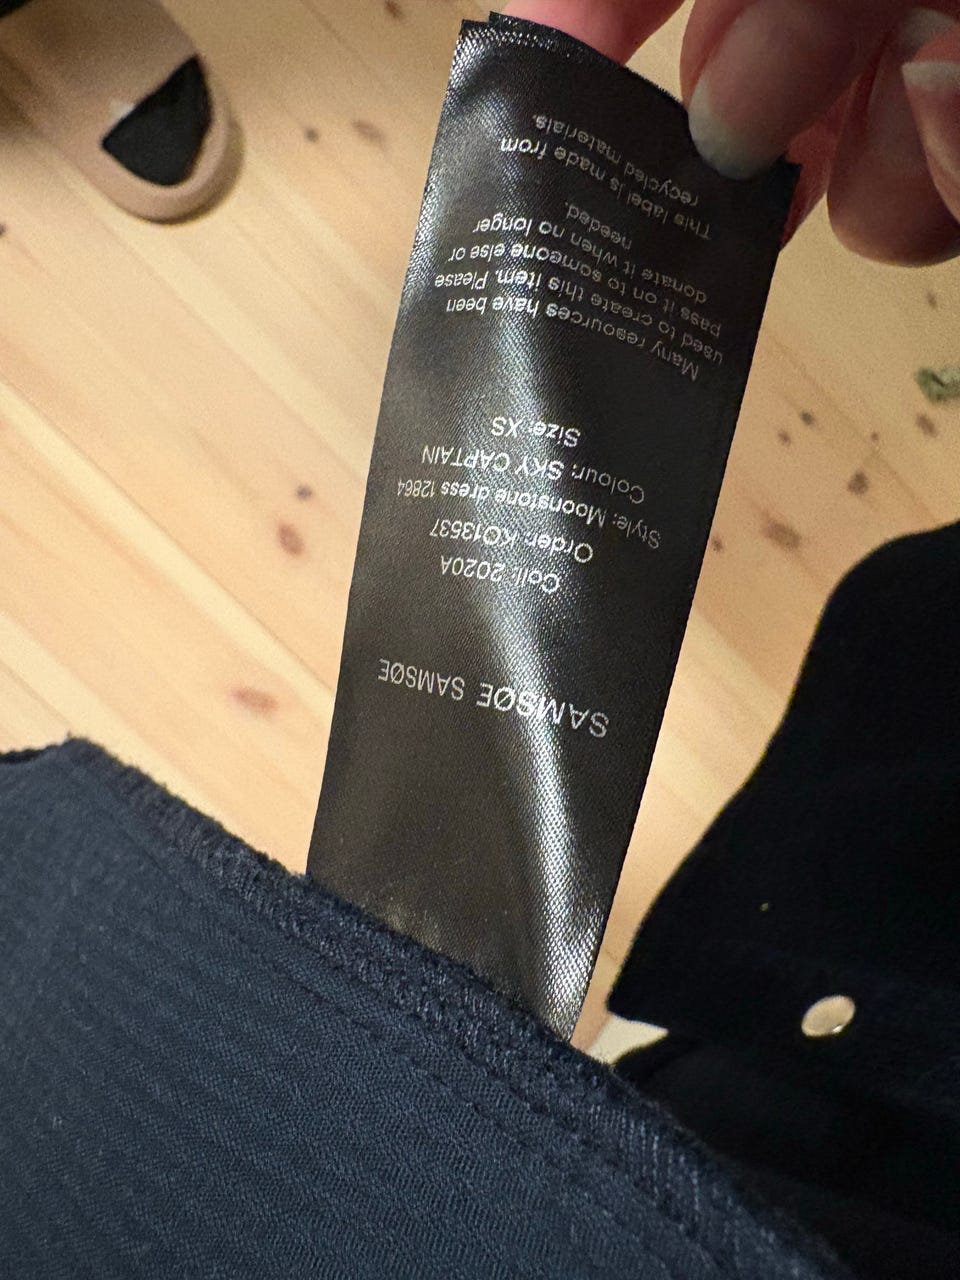 SAMSØE SAMSØE
Coll: 2020A
Order: KO13537
Style: Moonstone dress 12864
Colour: SKY CAPTAIN
Size: XS
Many resources have been
used to create this item. Please
pass it on to someone else or
donate it when no longer
needed.
This label is made from
recycled materials.